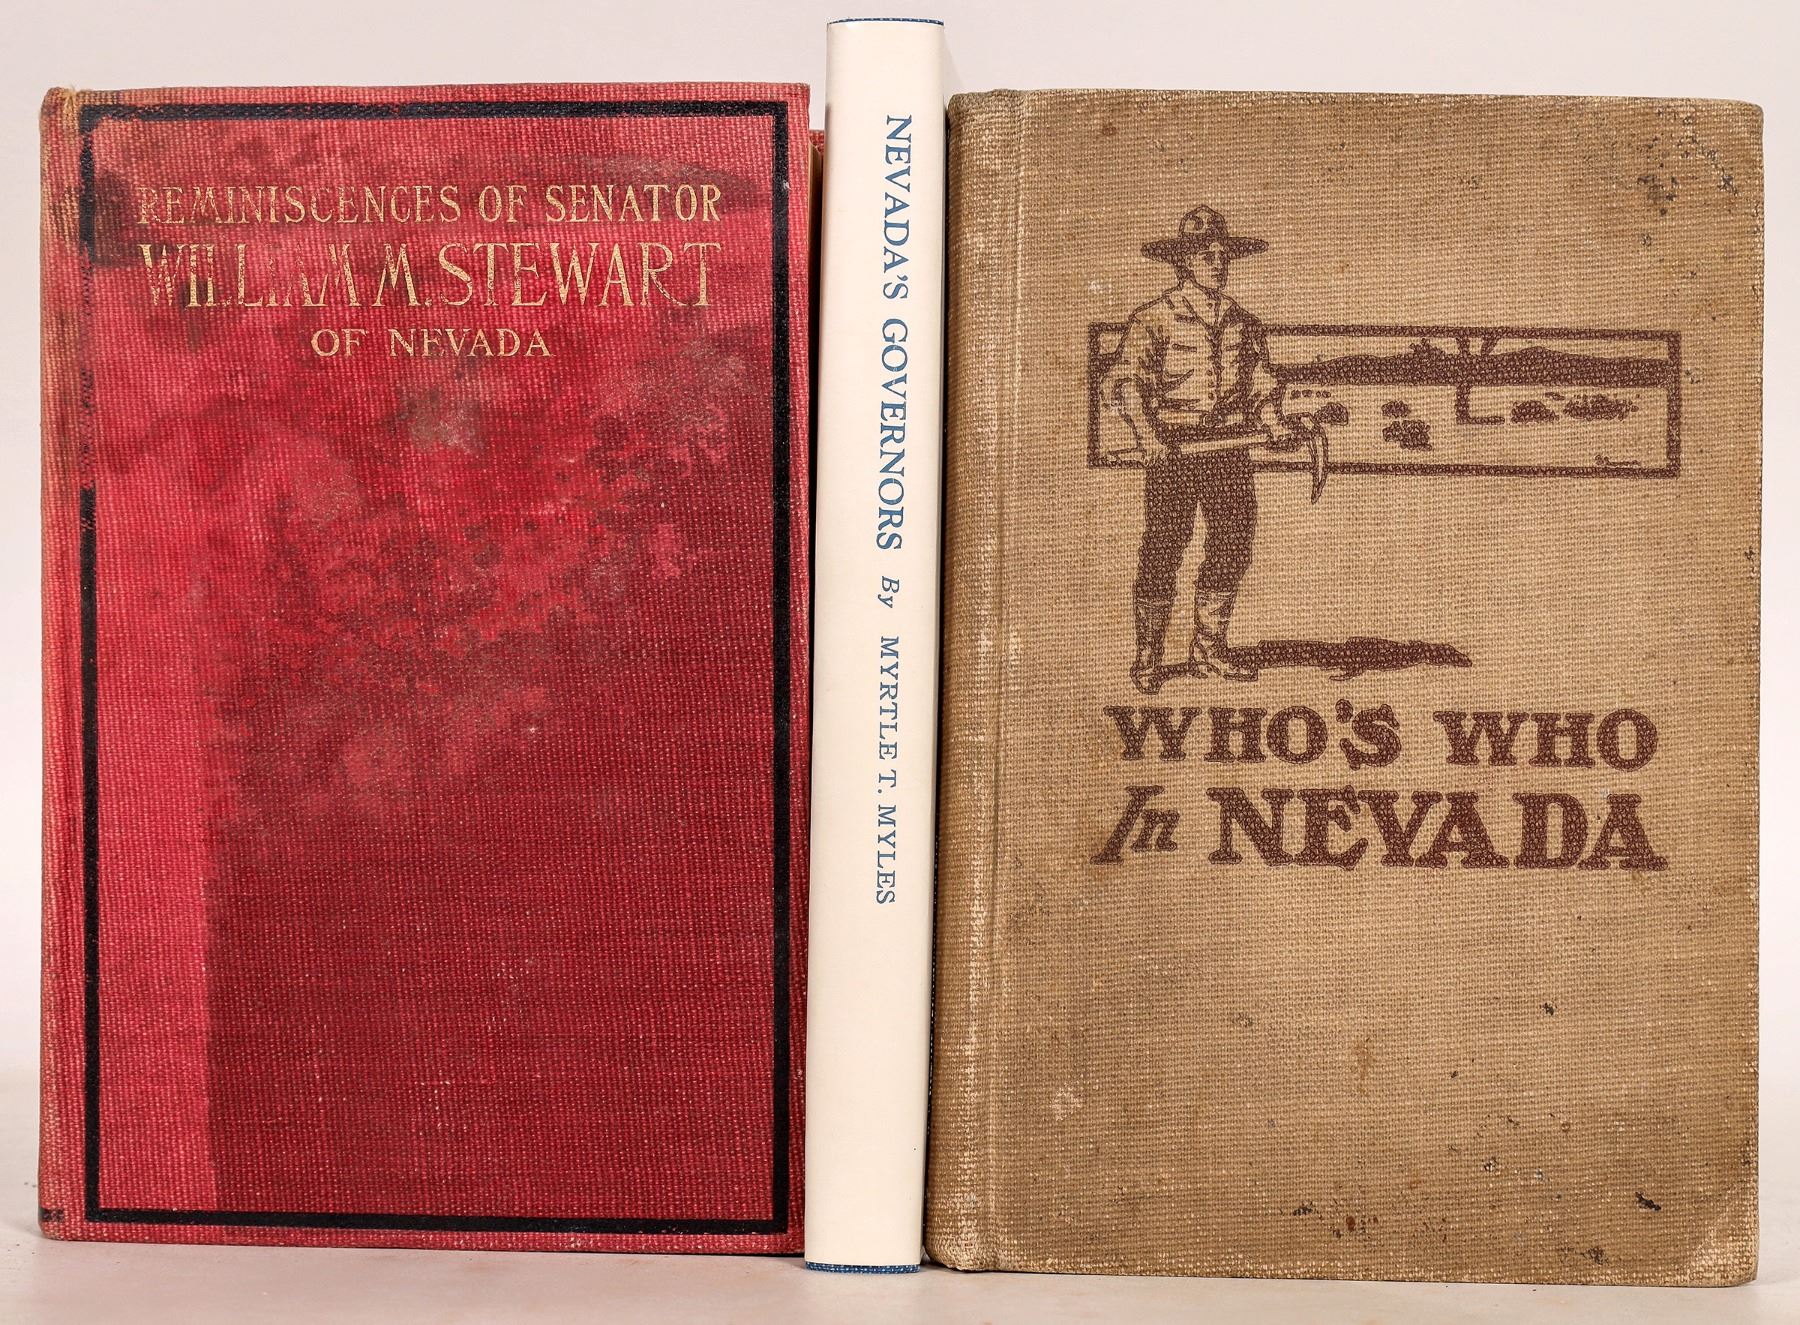 REMINISCENCES OF SENATOR
WILLIAM M. STEWART
OF NEVADA
NEVADA'S GOVERNORS By MYRTLE T. MYLES
WHO'S WHO
In NEVADA